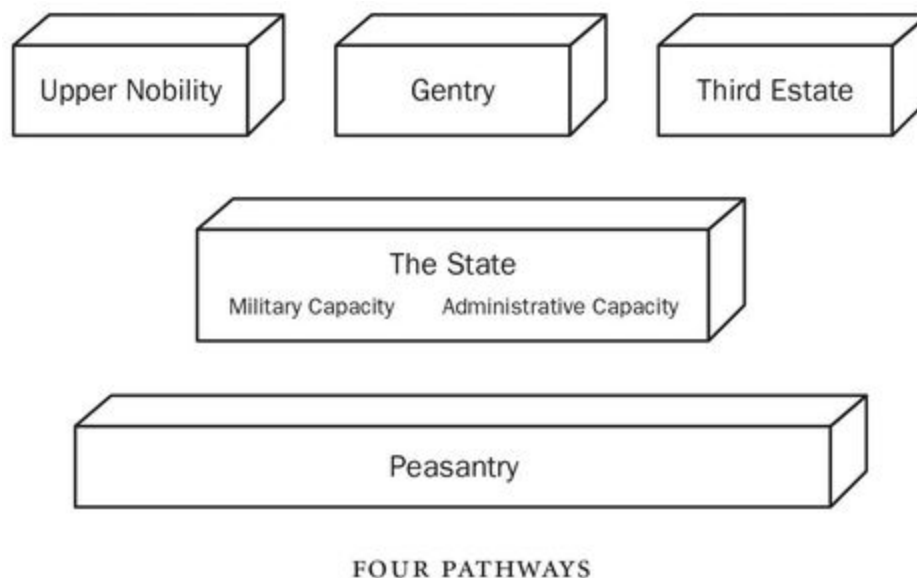 Upper Nobility
Gentry
Third Estate
The State
Military Capacity
Administrative Capacity
Peasantry
FOUR PATHWAYS